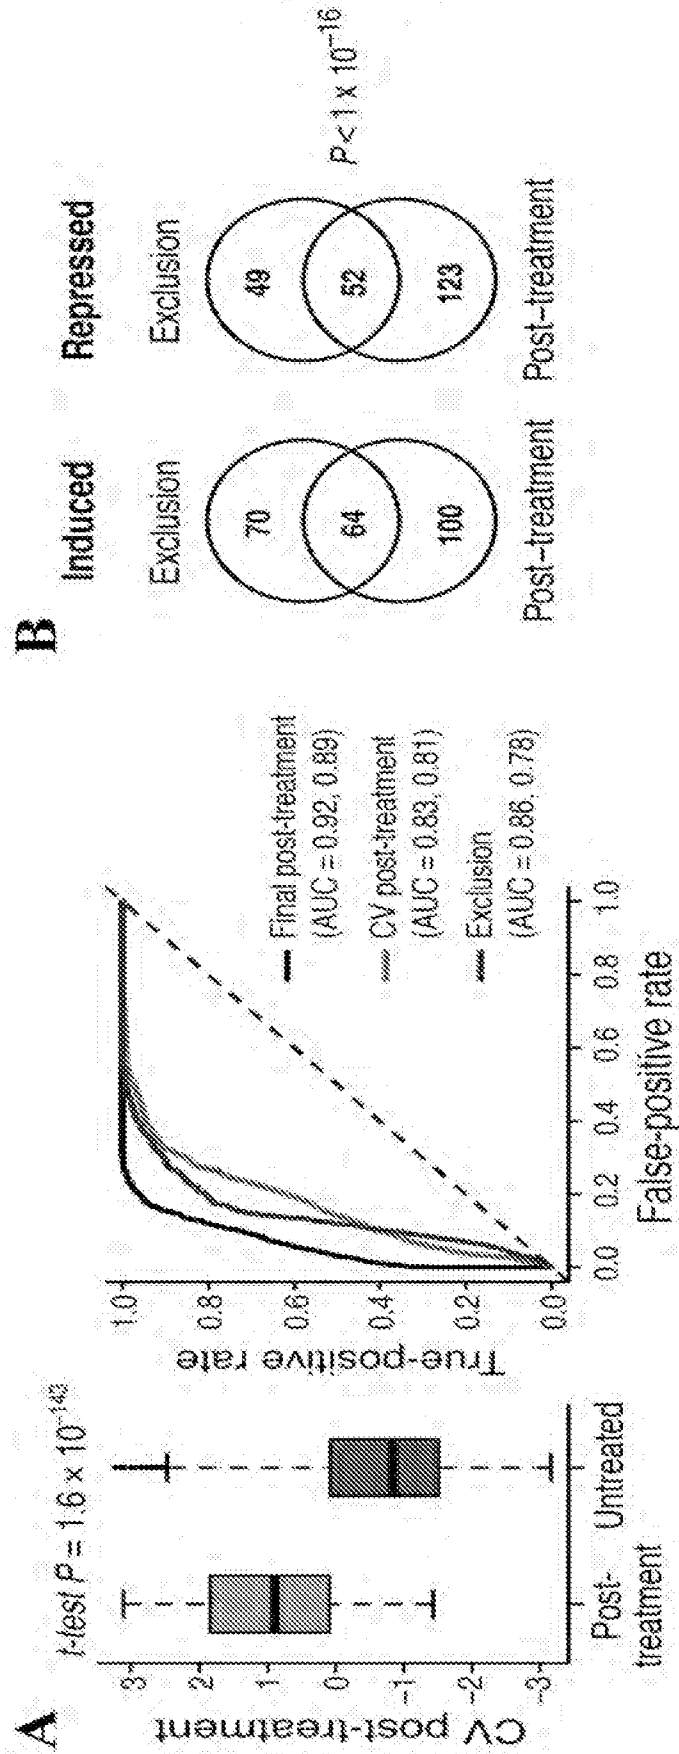 A
t-test P = 1.6 x 10⁻¹⁴³
CV post-treatment
3
2
1
0
−1
−2
−3
Post-
treatment
Untreated
True-positive rate
1.0
0.8
0.6
0.4
0.2
0.0
0.0 0.2 0.4 0.6 0.8 1.0
False-positive rate
Final post-treatment
(AUC = 0.92, 0.89)
CV post-treatment
(AUC = 0.83, 0.81)
Exclusion
(AUC = 0.86, 0.78)
B
Induced
Exclusion
70
64
100
Post-treatment
Repressed
Exclusion
49
52
123
Post-treatment
P< 1 x 10⁻¹⁶